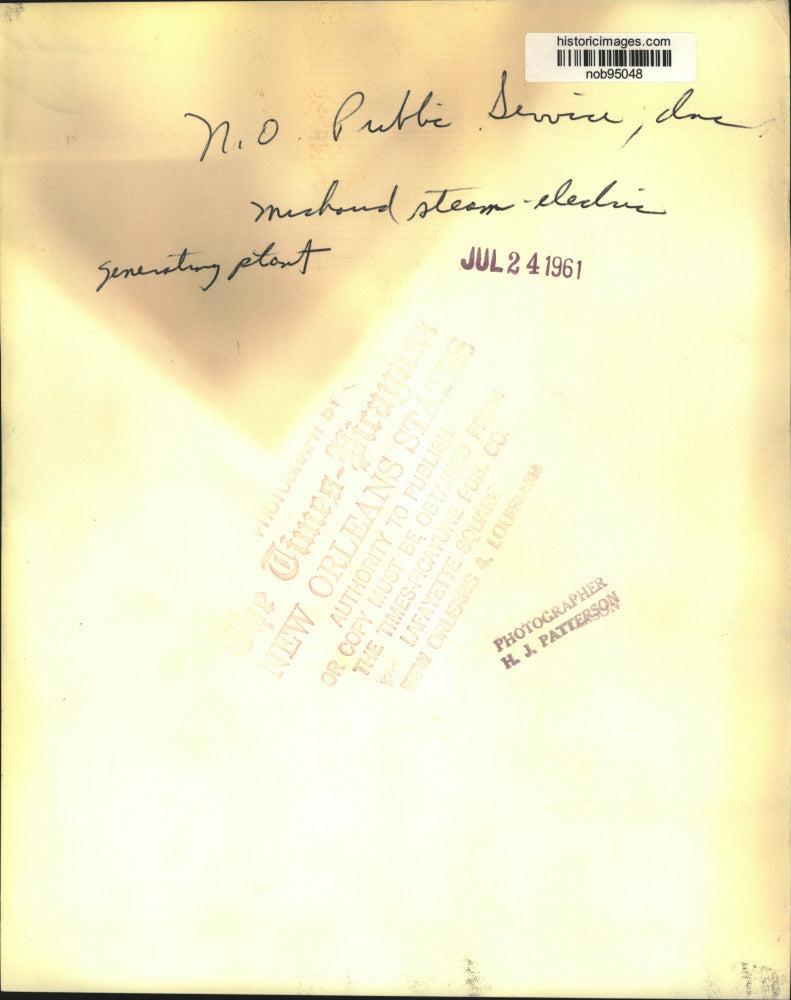 historicimages.com
nob95048
N.O. Public Service, Inc
Michoud steam-electric
generating plant
JUL 24 1961
PHOTOGRAPH BY
The Times-Picayune
NEW ORLEANS STATES
AUTHORITY TO PUBLISH
OR COPY MUST BE OBTAINED FROM
THE TIMES-PICAYUNE PUB. CO.
LAFAYETTE SQUARE
NEW ORLEANS LOUISIANA
PHOTOGRAPHER
H. J. PATTERSON